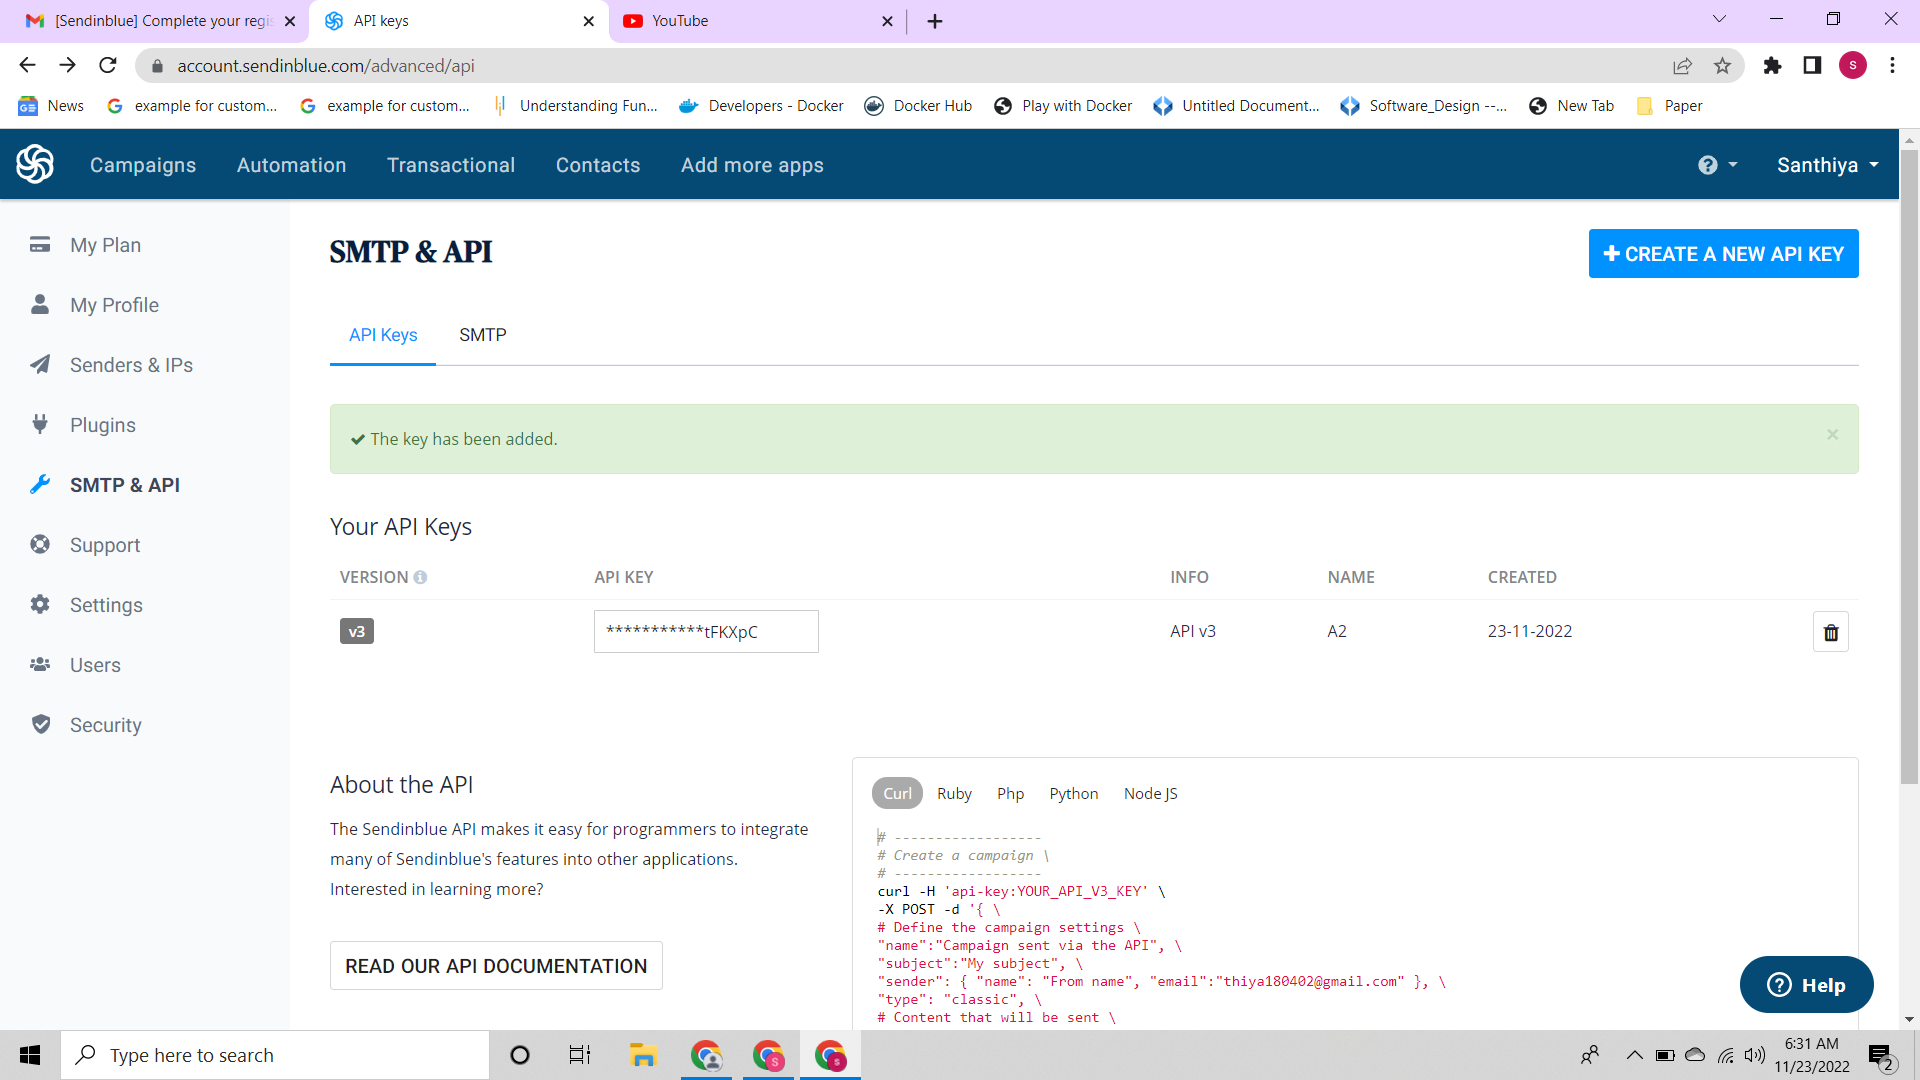 [Sendinblue] Complete your regis
API keys
YouTube
account.sendinblue.com/advanced/api
S
News
example for custom...
example for custom...
Understanding Fun...
Developers - Docker
Docker Hub
Play with Docker
Untitled Document...
Software_Design --...
New Tab
Paper
Campaigns
Automation
Transactional
Contacts
Add more apps
Santhiya
My Plan
My Profile
Senders & IPs
Plugins
SMTP & API
Support
Settings
Users
Security
SMTP & API
CREATE A NEW API KEY
API Keys
SMTP
The key has been added.
Your API Keys
VERSION
API KEY
INFO
NAME
CREATED
v3
***********tFKXpC
API v3
A2
23-11-2022
About the API
The Sendinblue API makes it easy for programmers to integrate
many of Sendinblue's features into other applications.
Interested in learning more?
READ OUR API DOCUMENTATION
Curl
Ruby
Php
Python
Node JS
# ------------------
# Create a campaign \
# ------------------
curl -H 'api-key:YOUR_API_V3_KEY' \
-X POST -d '{ \
# Define the campaign settings \
"name":"Campaign sent via the API", \
"subject":"My subject", \
"sender": { "name": "From name", "email":"thiya180402@gmail.com" }, \
"type": "classic", \
# Content that will be sent \
Help
Type here to search
6:31 AM
11/23/2022
2